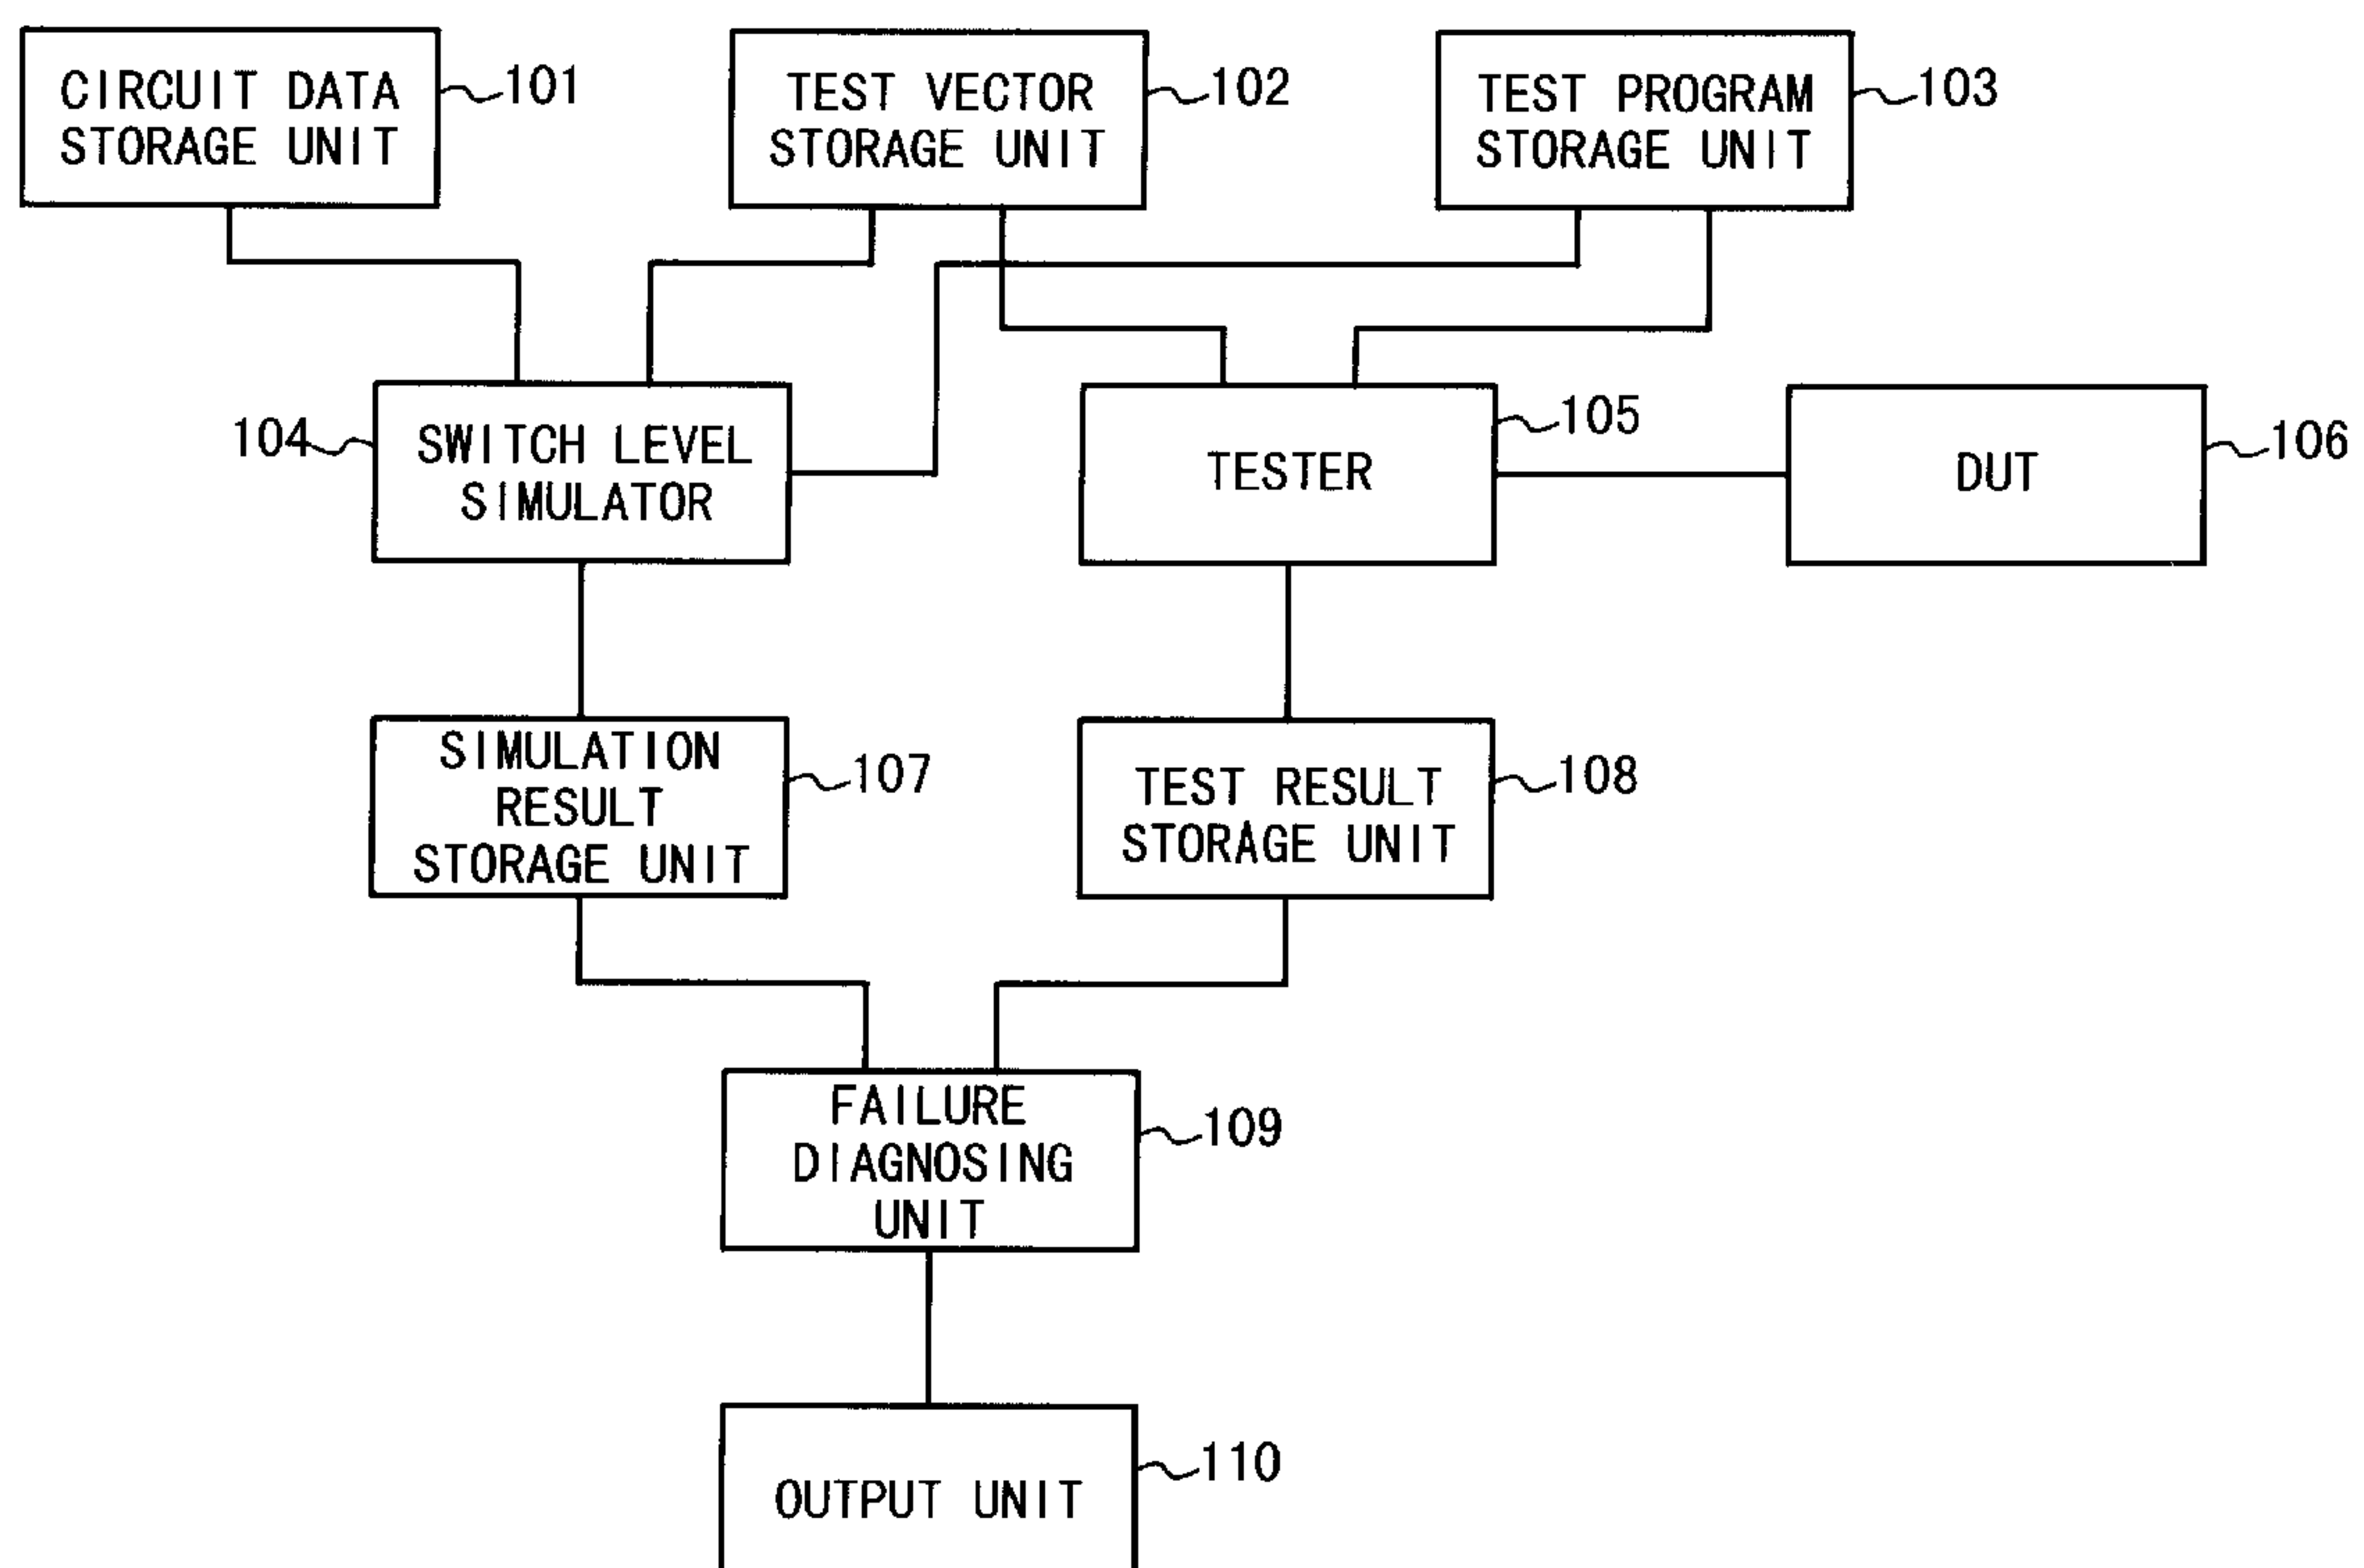 CIRCUIT DATA
STORAGE UNIT
101
TEST VECTOR
STORAGE UNIT
102
TEST PROGRAM
STORAGE UNIT
103
104
SWITCH LEVEL
SIMULATOR
TESTER
105
DUT
106
SIMULATION
RESULT
STORAGE UNIT
107
TEST RESULT
STORAGE UNIT
108
FAILURE
DIAGNOSING
UNIT
109
OUTPUT UNIT
110